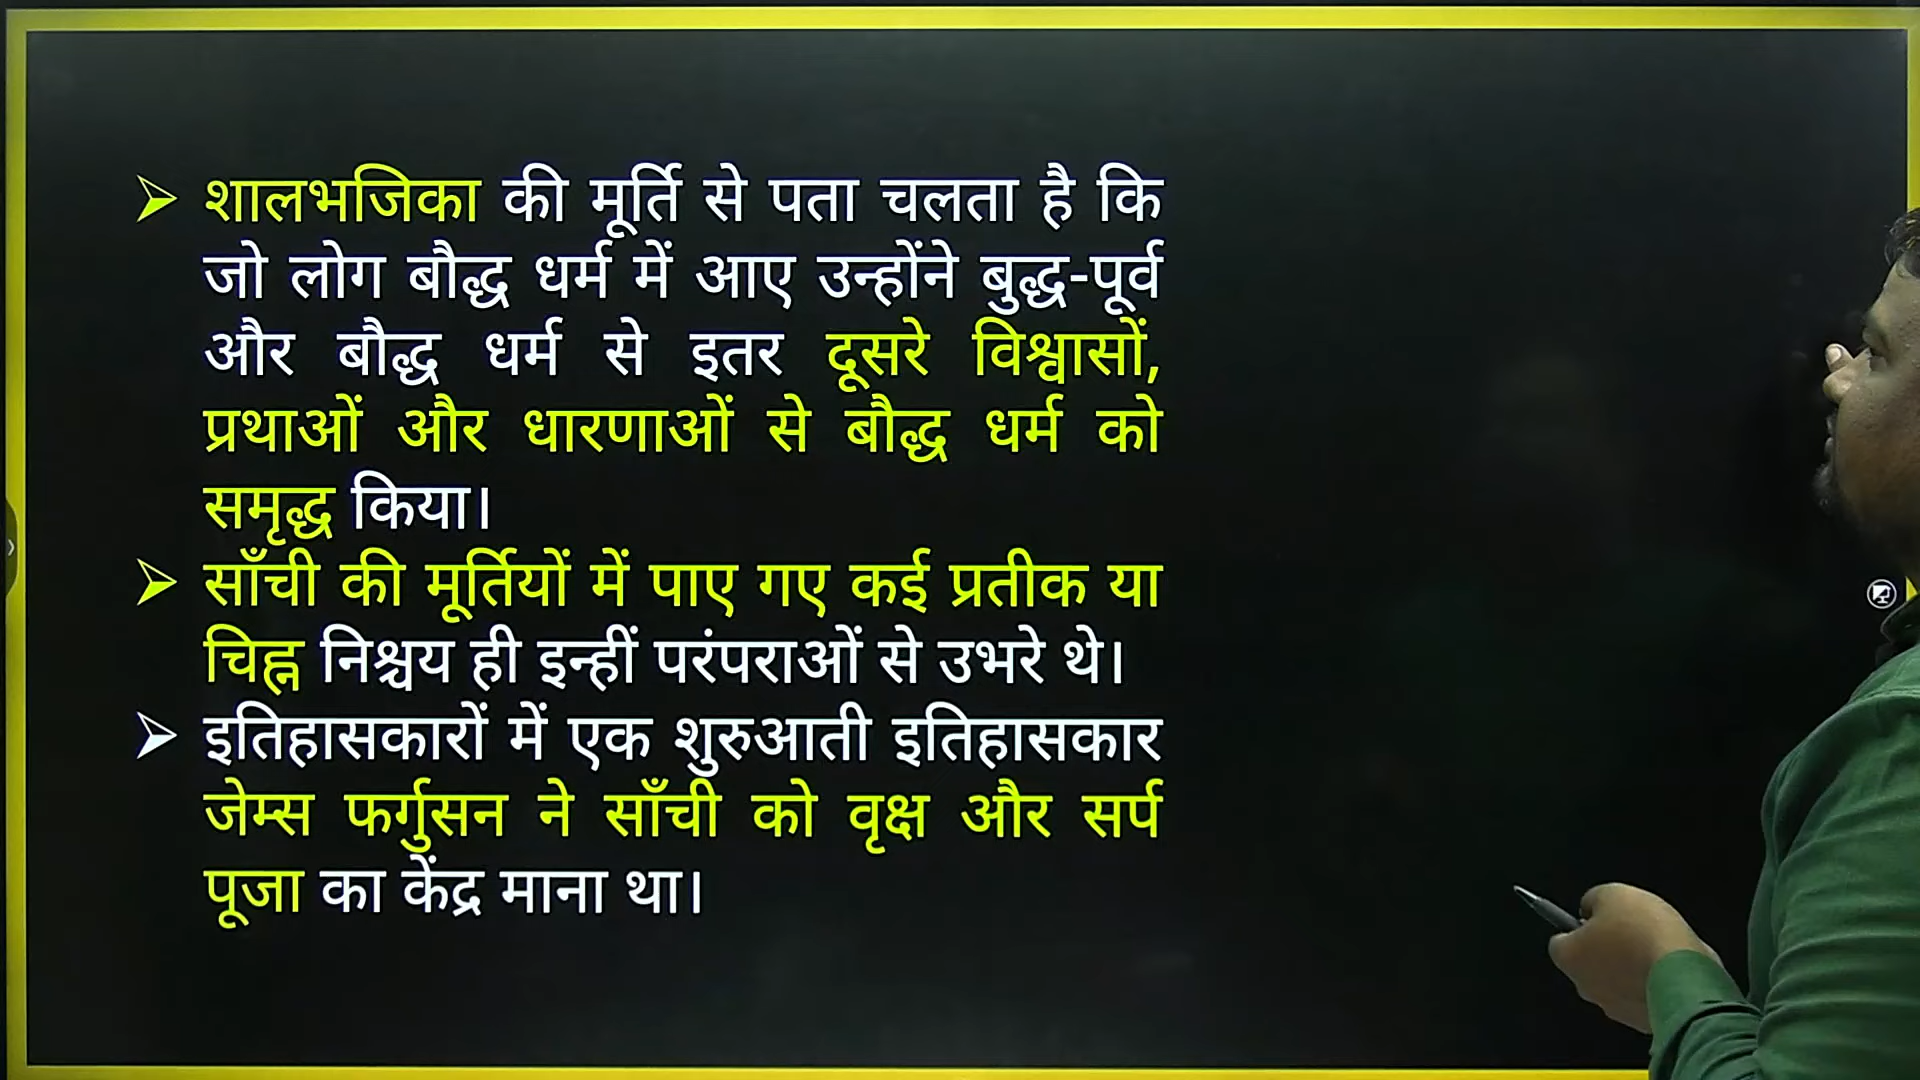 ➢ शालभजिका की मूर्ति से पता चलता है कि
जो लोग बौद्ध धर्म में आए उन्होंने बुद्ध-पूर्व
और बौद्ध धर्म से इतर दूसरे विश्वासों,
प्रथाओं और धारणाओं से बौद्ध धर्म को
समृद्ध किया।
➢ साँची की मूर्तियों में पाए गए कई प्रतीक या
चिह्न निश्चय ही इन्हीं परंपराओं से उभरे थे।
➢ इतिहासकारों में एक शुरुआती इतिहासकार
जेम्स फर्गुसन ने साँची को वृक्ष और सर्प
पूजा का केंद्र माना था।